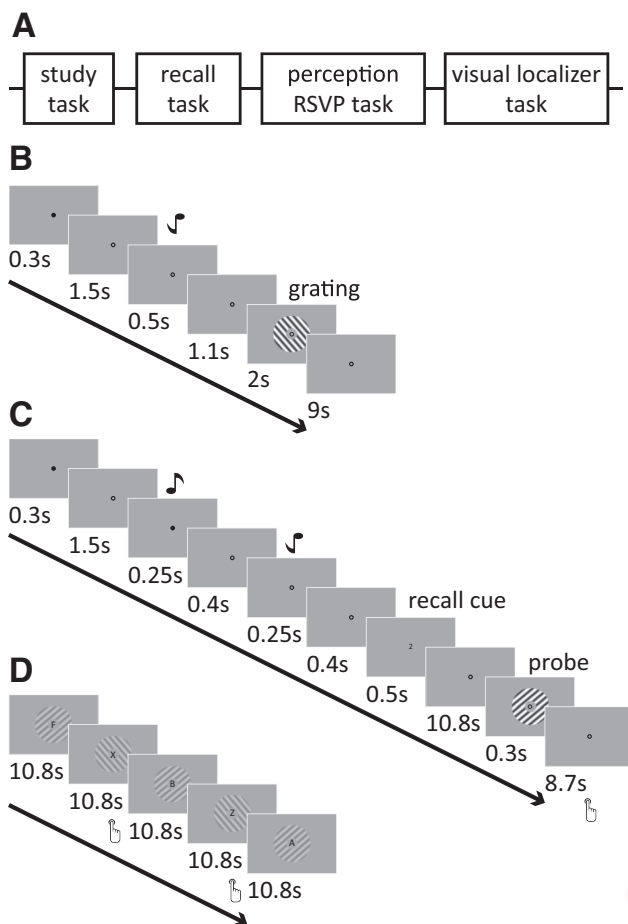 A
study task
recall task
perception RSVP task
visual localizer task
B
0.3s
1.5s
0.5s
1.1s
grating
2s
9s
C
0.3s
1.5s
0.25s
0.4s
0.25s
0.4s
recall cue
2
0.5s
10.8s
probe
0.3s
8.7s
D
F
10.8s
X
10.8s
B
10.8s
Z
10.8s
A
10.8s